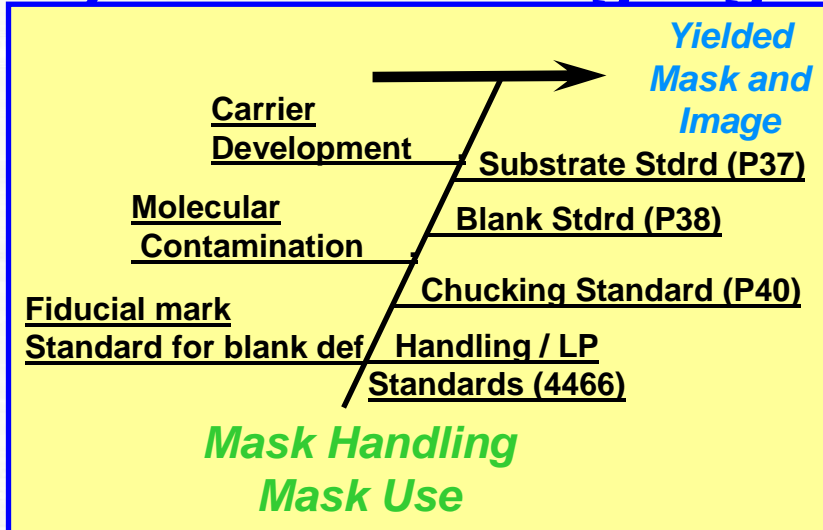 Yielded
Mask and
Image
Carrier
Development
Substrate Stdrd (P37)
Molecular
Contamination
Blank Stdrd (P38)
Chucking Standard (P40)
Fiducial mark
Standard for blank def
Handling / LP
Standards (4466)
Mask Handling
Mask Use